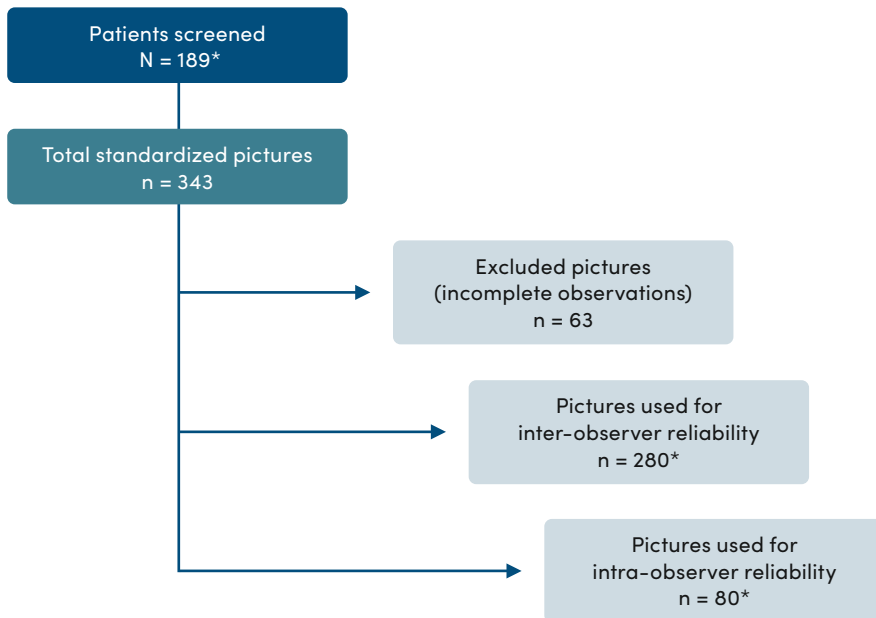 Patients screened
N = 189*
Total standardized pictures
n = 343
Excluded pictures
(incomplete observations)
n = 63
Pictures used for
inter-observer reliability
n = 280*
Pictures used for
intra-observer reliability
n = 80*